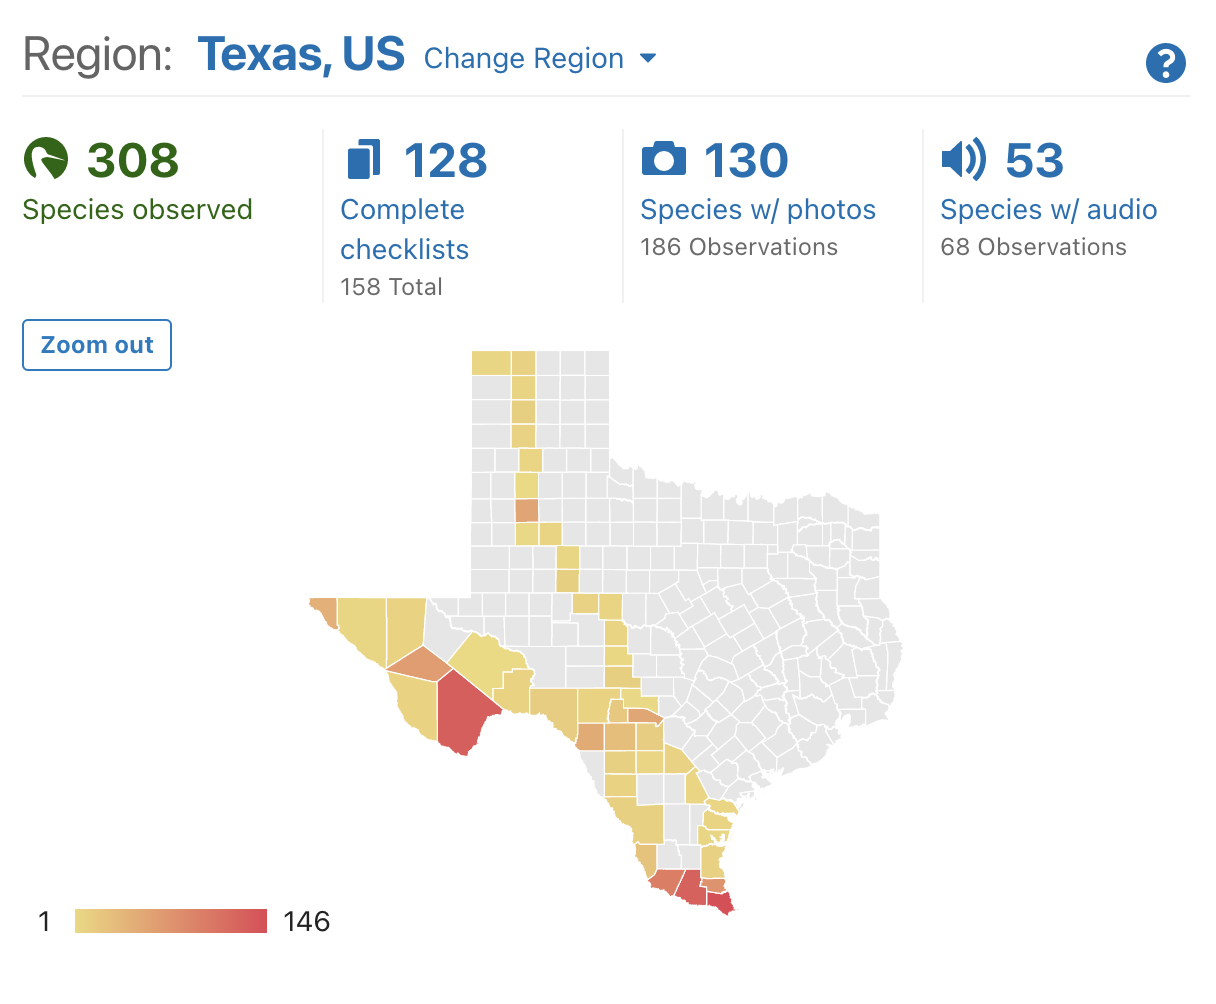 Region: Texas, US Change Region
?
308
Species observed
128
Complete
checklists
158 Total
130
Species w/ photos
186 Observations
53
Species w/ audio
68 Observations
Zoom out
1 146